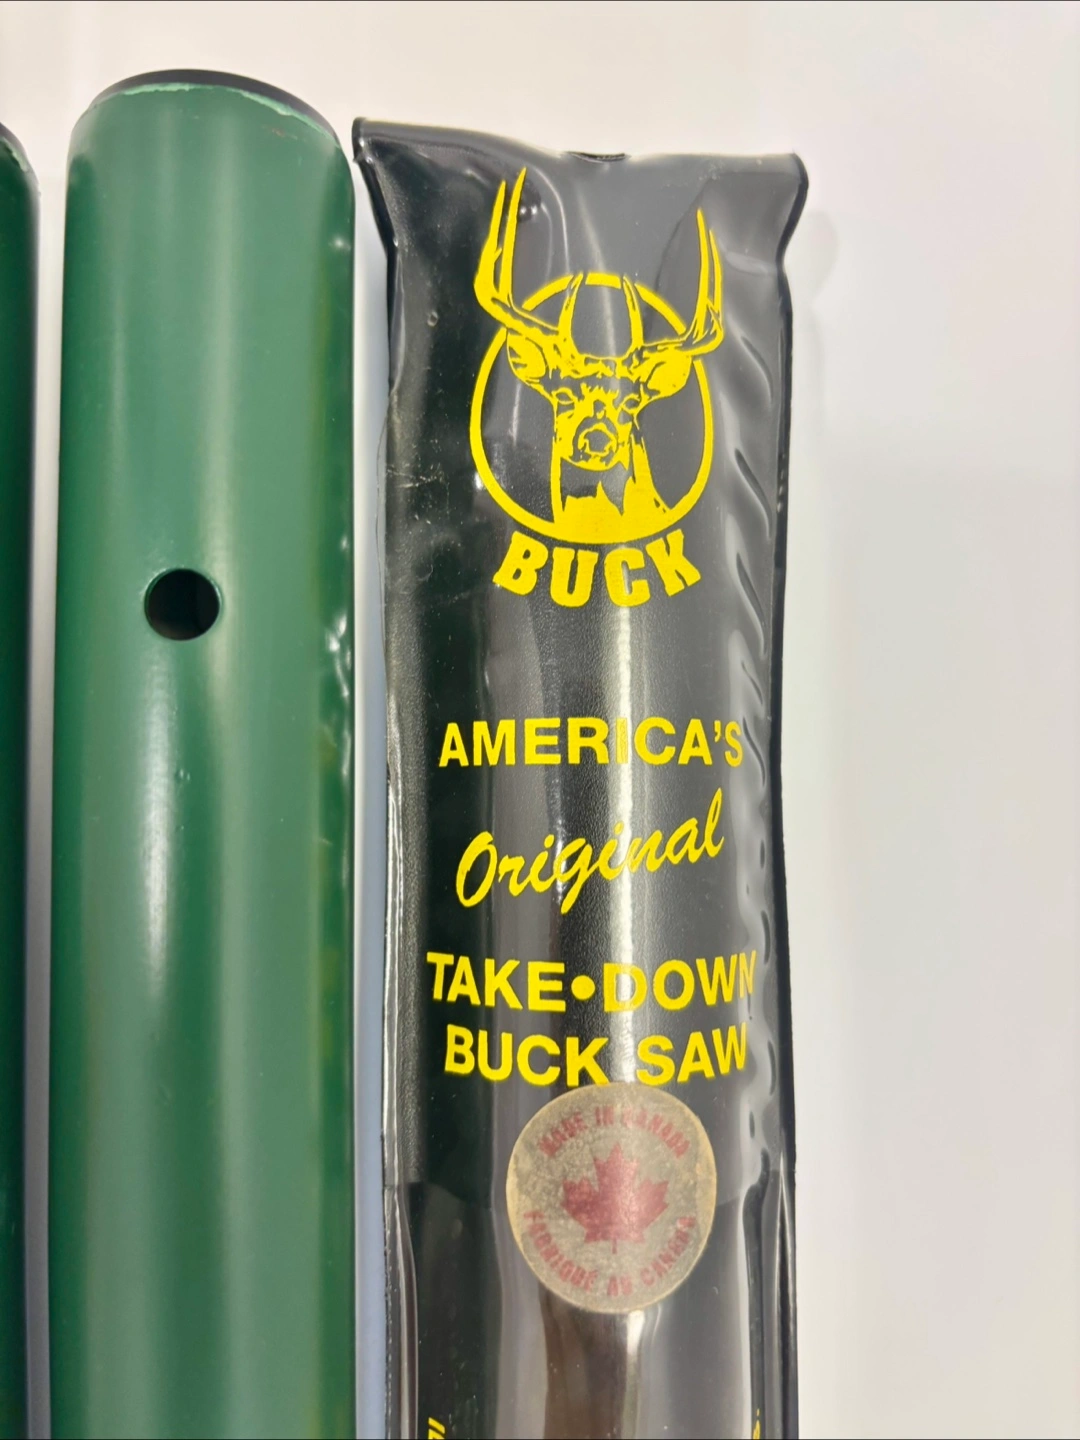 BUCK
AMERICA'S
Original
TAKE•DOWN
BUCK SAW
MADE IN CANADA
FABRIQUÉ AU CANADA